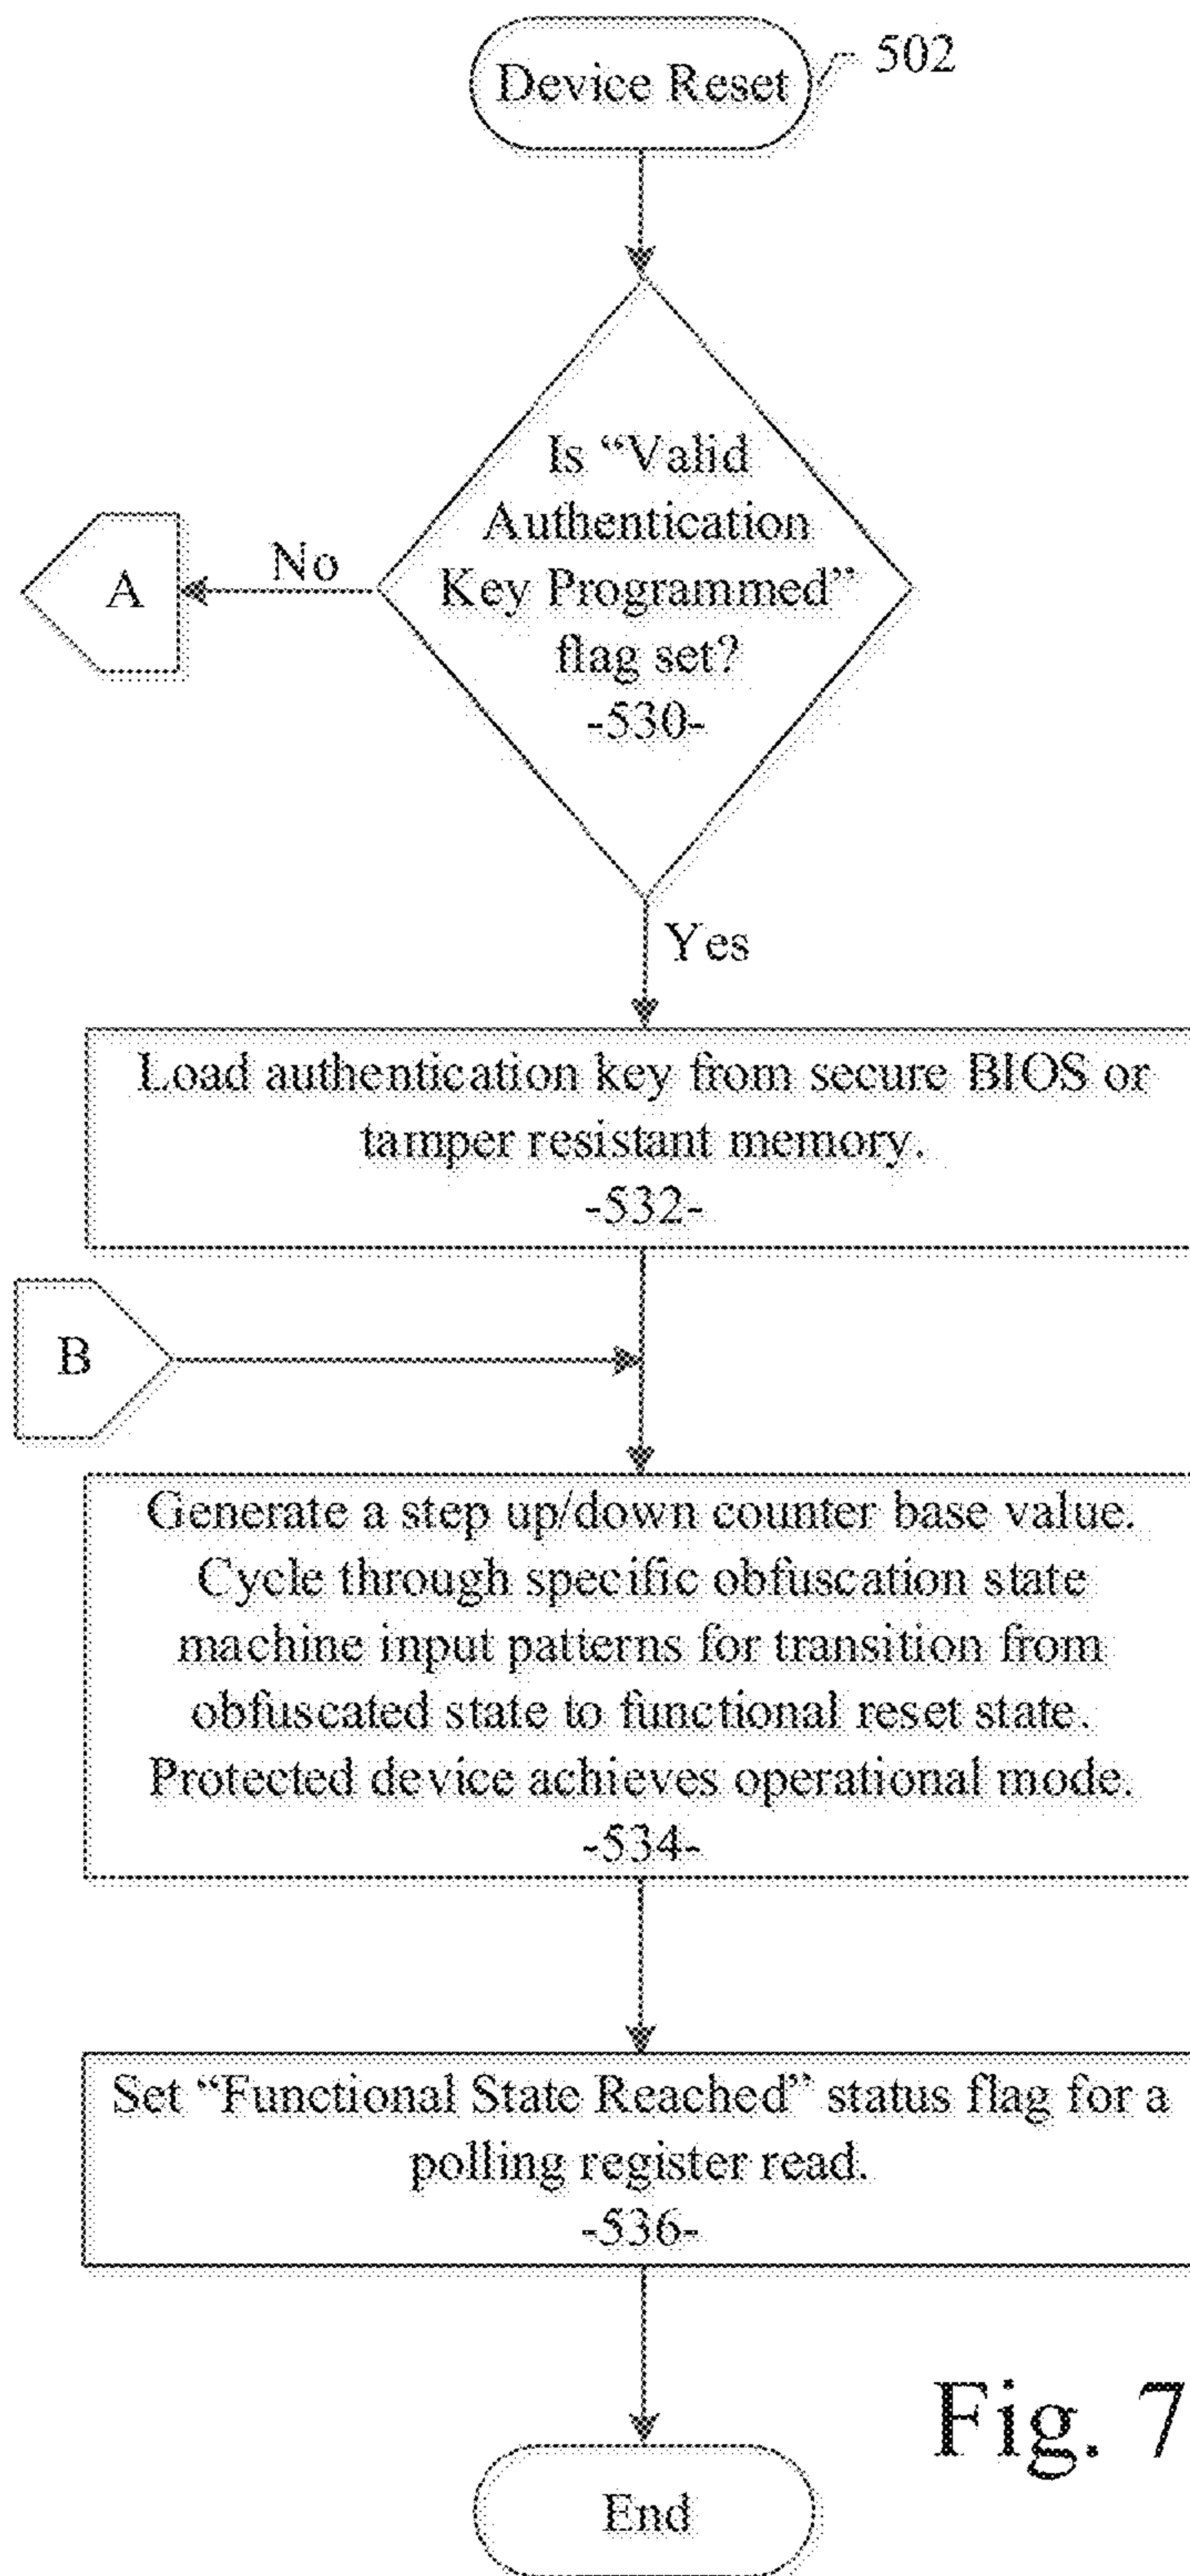 Device Reset
502
Is “Valid
Authentication
Key Programmed”
flag set?
-530-
No
A
Yes
Load authentication key from secure BIOS or
tamper resistant memory.
-532-
B
Generate a step up/down counter base value.
Cycle through specific obfuscation state
machine input patterns for transition from
obfuscated state to functional reset state.
Protected device achieves operational mode.
-534-
Set “Functional State Reached” status flag for a
polling register read.
-536-
Fig. 7
End